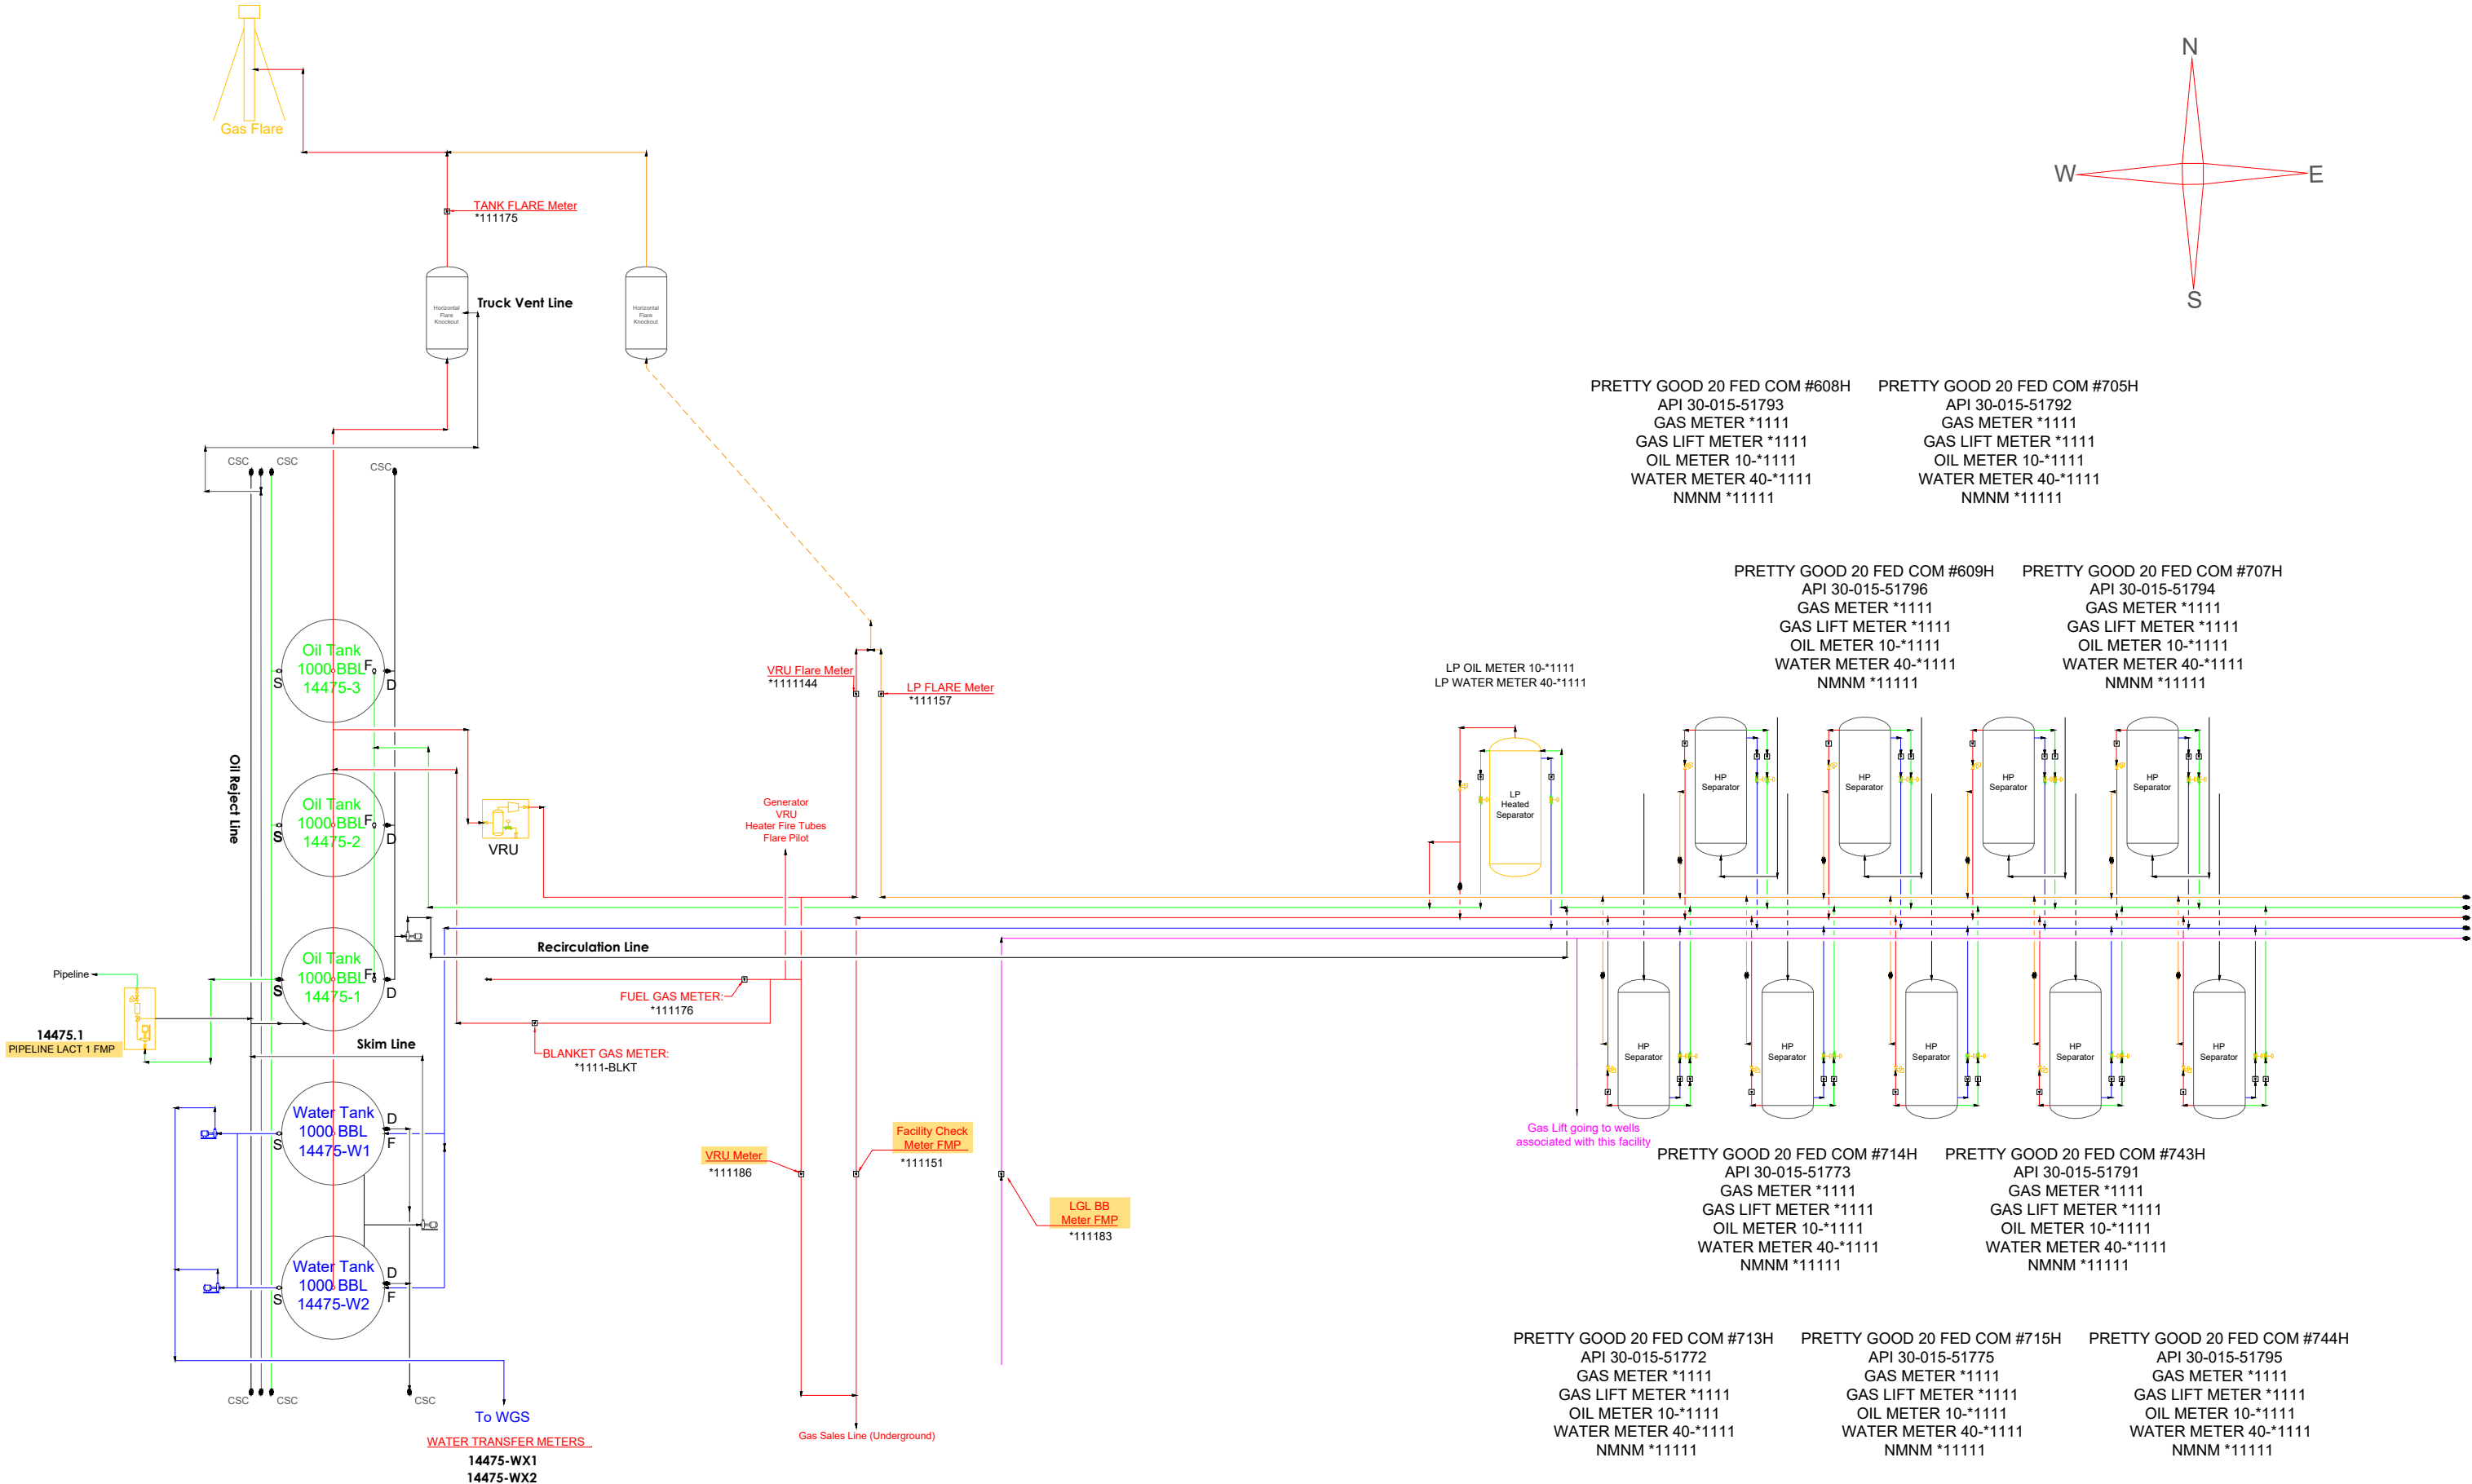 N
W
E
S
Gas Flare
TANK FLARE Meter
*111175
Horizontal
Flare
Knockout
Truck Vent Line
Horizontal
Flare
Knockout
PRETTY GOOD 20 FED COM #608H
API 30-015-51793
GAS METER *1111
GAS LIFT METER *1111
OIL METER 10-*1111
WATER METER 40-*1111
NMNM *11111
PRETTY GOOD 20 FED COM #705H
API 30-015-51792
GAS METER *1111
GAS LIFT METER *1111
OIL METER 10-*1111
WATER METER 40-*1111
NMNM *11111
CSC
CSC
CSC
PRETTY GOOD 20 FED COM #609H
API 30-015-51796
GAS METER *1111
GAS LIFT METER *1111
OIL METER 10-*1111
WATER METER 40-*1111
NMNM *11111
PRETTY GOOD 20 FED COM #707H
API 30-015-51794
GAS METER *1111
GAS LIFT METER *1111
OIL METER 10-*1111
WATER METER 40-*1111
NMNM *11111
Oil Tank
1000 BBL
14475-3
S
F
D
VRU Flare Meter
*1111144
LP FLARE Meter
*111157
LP OIL METER 10-*1111
LP WATER METER 40-*1111
Oil Reject Line
Oil Tank
1000 BBL
14475-2
S
F
D
VRU
Generator
VRU
Heater Fire Tubes
Flare Pilot
LP
Heated
Separator
HP
Separator
HP
Separator
HP
Separator
HP
Separator
Recirculation Line
Pipeline
Oil Tank
1000 BBL
14475-1
S
F
D
FUEL GAS METER:
*111176
14475.1
PIPELINE LACT 1 FMP
Skim Line
BLANKET GAS METER:
*1111-BLKT
HP
Separator
HP
Separator
HP
Separator
HP
Separator
HP
Separator
Water Tank
1000 BBL
14475-W1
S
D
F
VRU Meter
*111186
Facility Check
Meter FMP
*111151
LGL BB
Meter FMP
*111183
Gas Lift going to wells
associated with this facility
PRETTY GOOD 20 FED COM #714H
API 30-015-51773
GAS METER *1111
GAS LIFT METER *1111
OIL METER 10-*1111
WATER METER 40-*1111
NMNM *11111
PRETTY GOOD 20 FED COM #743H
API 30-015-51791
GAS METER *1111
GAS LIFT METER *1111
OIL METER 10-*1111
WATER METER 40-*1111
NMNM *11111
Water Tank
1000 BBL
14475-W2
S
D
F
CSC
CSC
CSC
To WGS
WATER TRANSFER METERS
14475-WX1
14475-WX2
Gas Sales Line (Underground)
PRETTY GOOD 20 FED COM #713H
API 30-015-51772
GAS METER *1111
GAS LIFT METER *1111
OIL METER 10-*1111
WATER METER 40-*1111
NMNM *11111
PRETTY GOOD 20 FED COM #715H
API 30-015-51775
GAS METER *1111
GAS LIFT METER *1111
OIL METER 10-*1111
WATER METER 40-*1111
NMNM *11111
PRETTY GOOD 20 FED COM #744H
API 30-015-51795
GAS METER *1111
GAS LIFT METER *1111
OIL METER 10-*1111
WATER METER 40-*1111
NMNM *11111